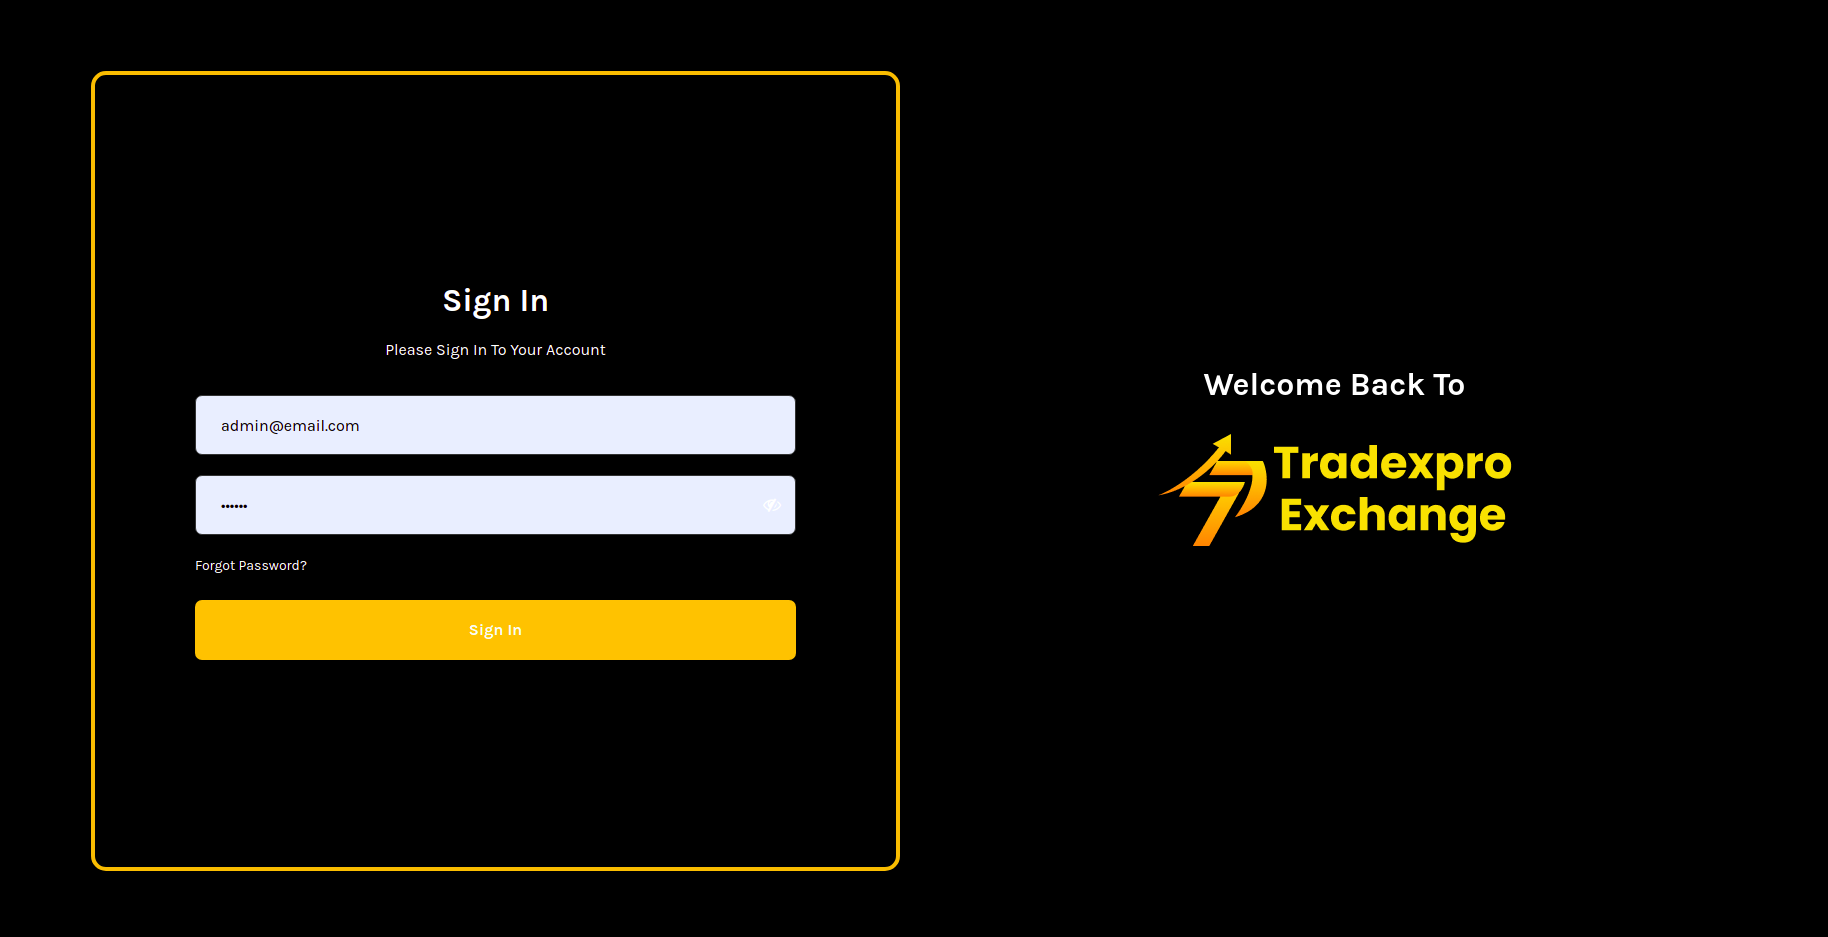 Sign In
Please Sign In To Your Account
admin@email.com
••••••
Forgot Password?
Sign In
Welcome Back To
Tradexpro
Exchange